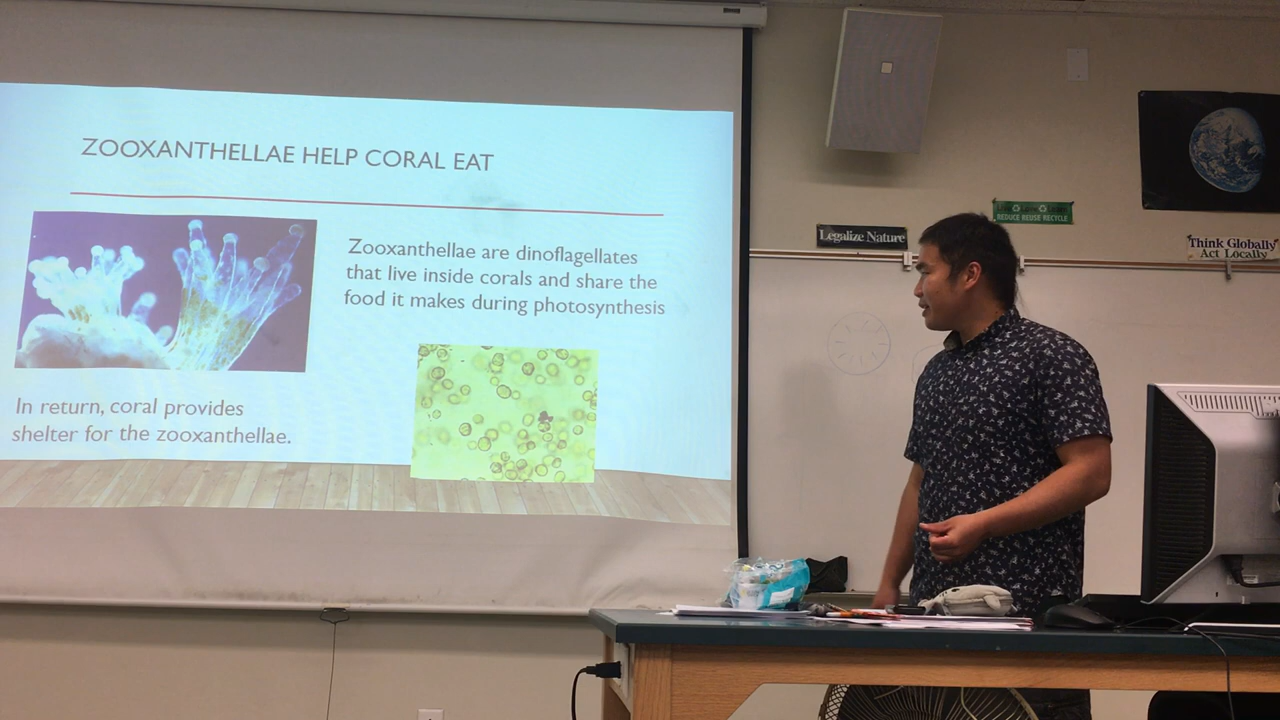 ZOOXANTHELLAE HELP CORAL EAT
Zooxanthellae are dinoflagellates
that live inside corals and share the
food it makes during photosynthesis
In return, coral provides
shelter for the zooxanthellae.
Legalize Nature
REDUCE REUSE RECYCLE
Think Globally
Act Locally